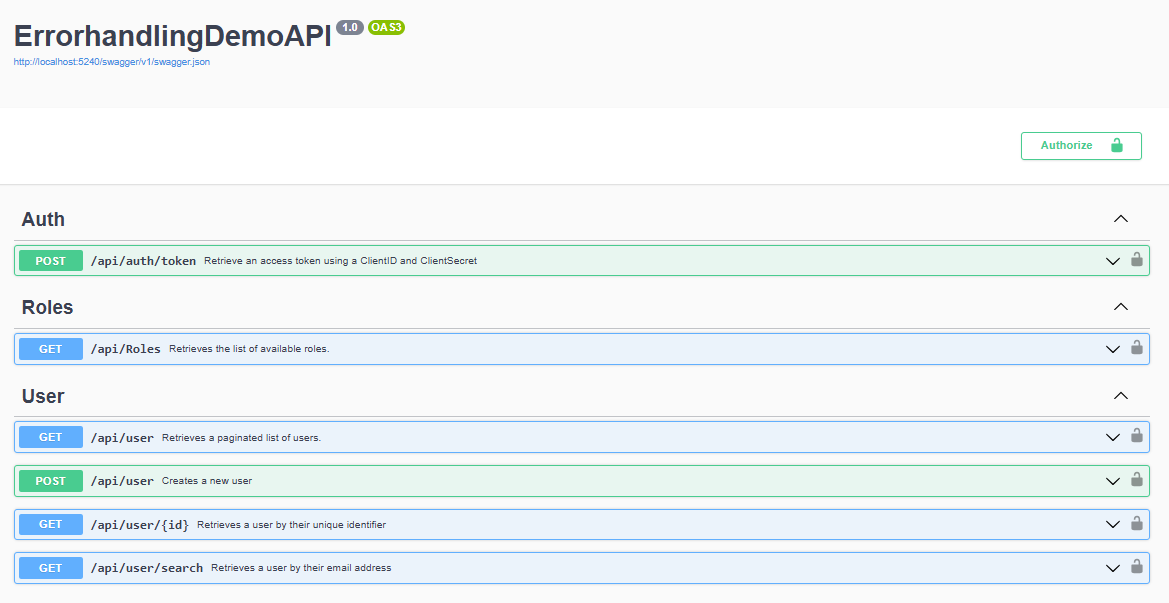 ErrorhandlingDemoAPI 1.0 OAS3
http://localhost:5240/swagger/v1/swagger.json
Authorize
Auth
POST /api/auth/token Retrieve an access token using a ClientID and ClientSecret
Roles
GET /api/Roles Retrieves the list of available roles.
User
GET /api/user Retrieves a paginated list of users.
POST /api/user Creates a new user
GET /api/user/{id} Retrieves a user by their unique identifier
GET /api/user/search Retrieves a user by their email address